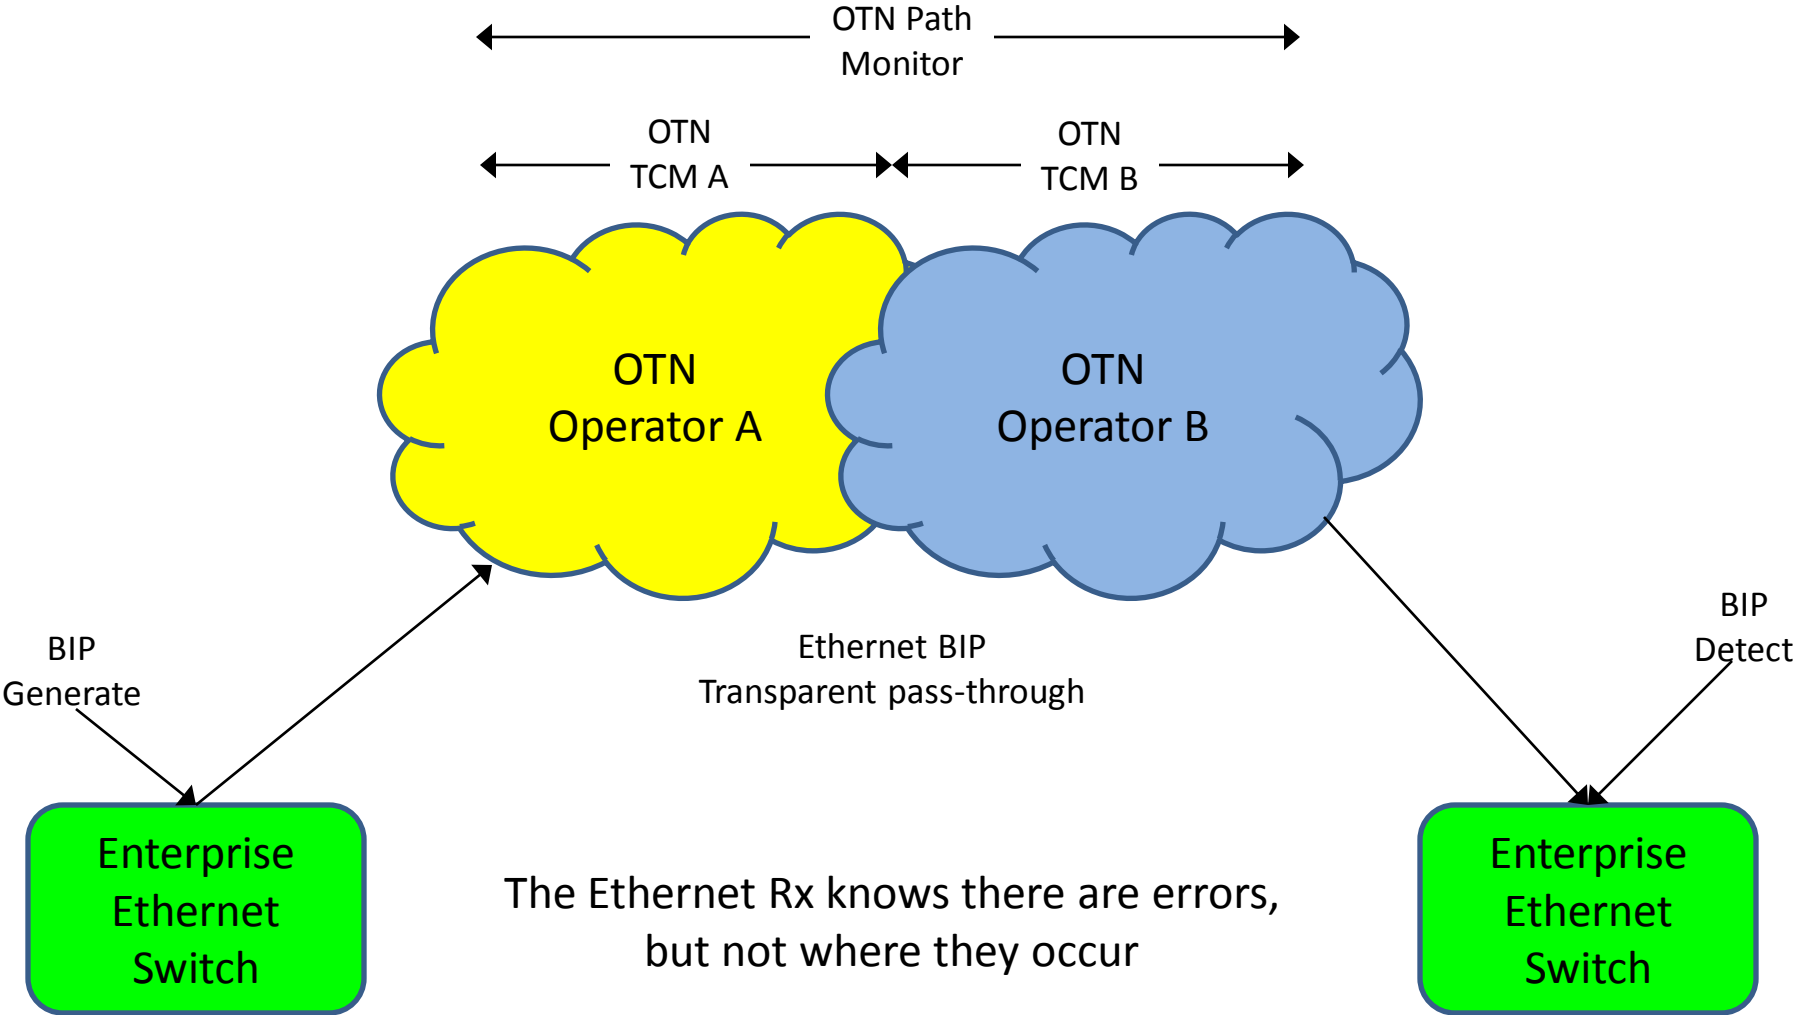 OTN Path
Monitor
OTN
TCM A
OTN
TCM B
OTN
Operator A
OTN
Operator B
BIP
Generate
Ethernet BIP
Transparent pass-through
BIP
Detect
Enterprise
Ethernet
Switch
The Ethernet Rx knows there are errors,
but not where they occur
Enterprise
Ethernet
Switch